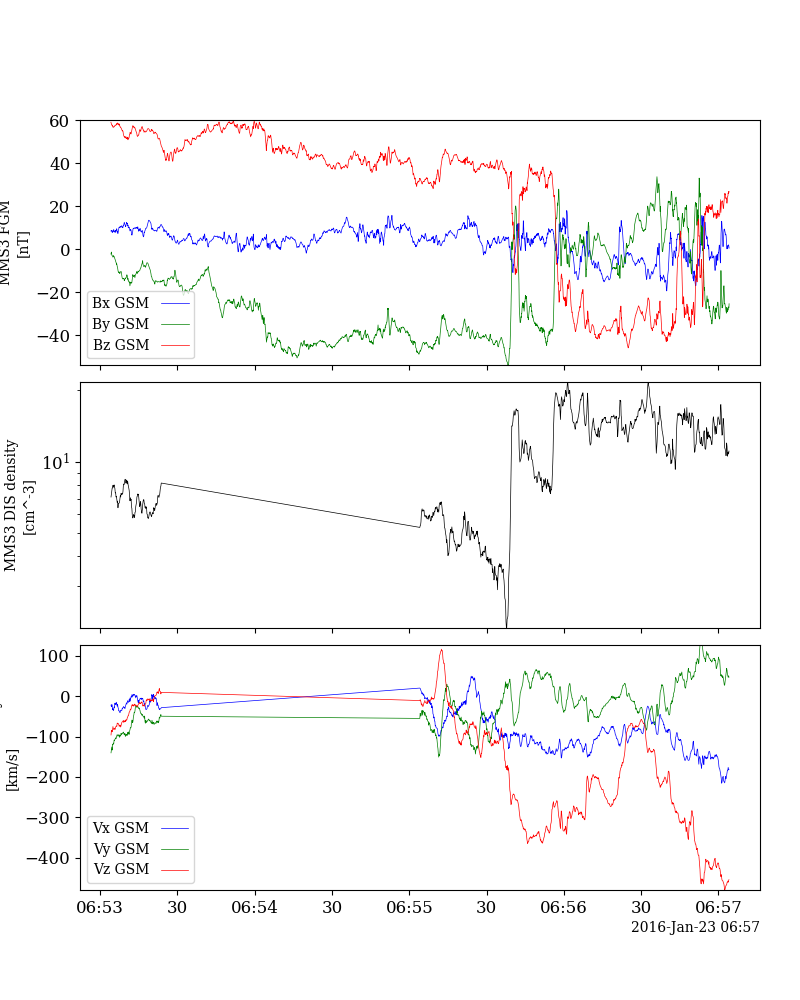 60
40
20
0
−20
−40
MMS3 FGM
[nT]
Bx GSM
By GSM
Bz GSM
10^1
MMS3 DIS density
[cm^-3]
100
0
−100
−200
−300
−400
[km/s]
Vx GSM
Vy GSM
Vz GSM
06:53 30 06:54 30 06:55 30 06:56 30 06:57
2016-Jan-23 06:57